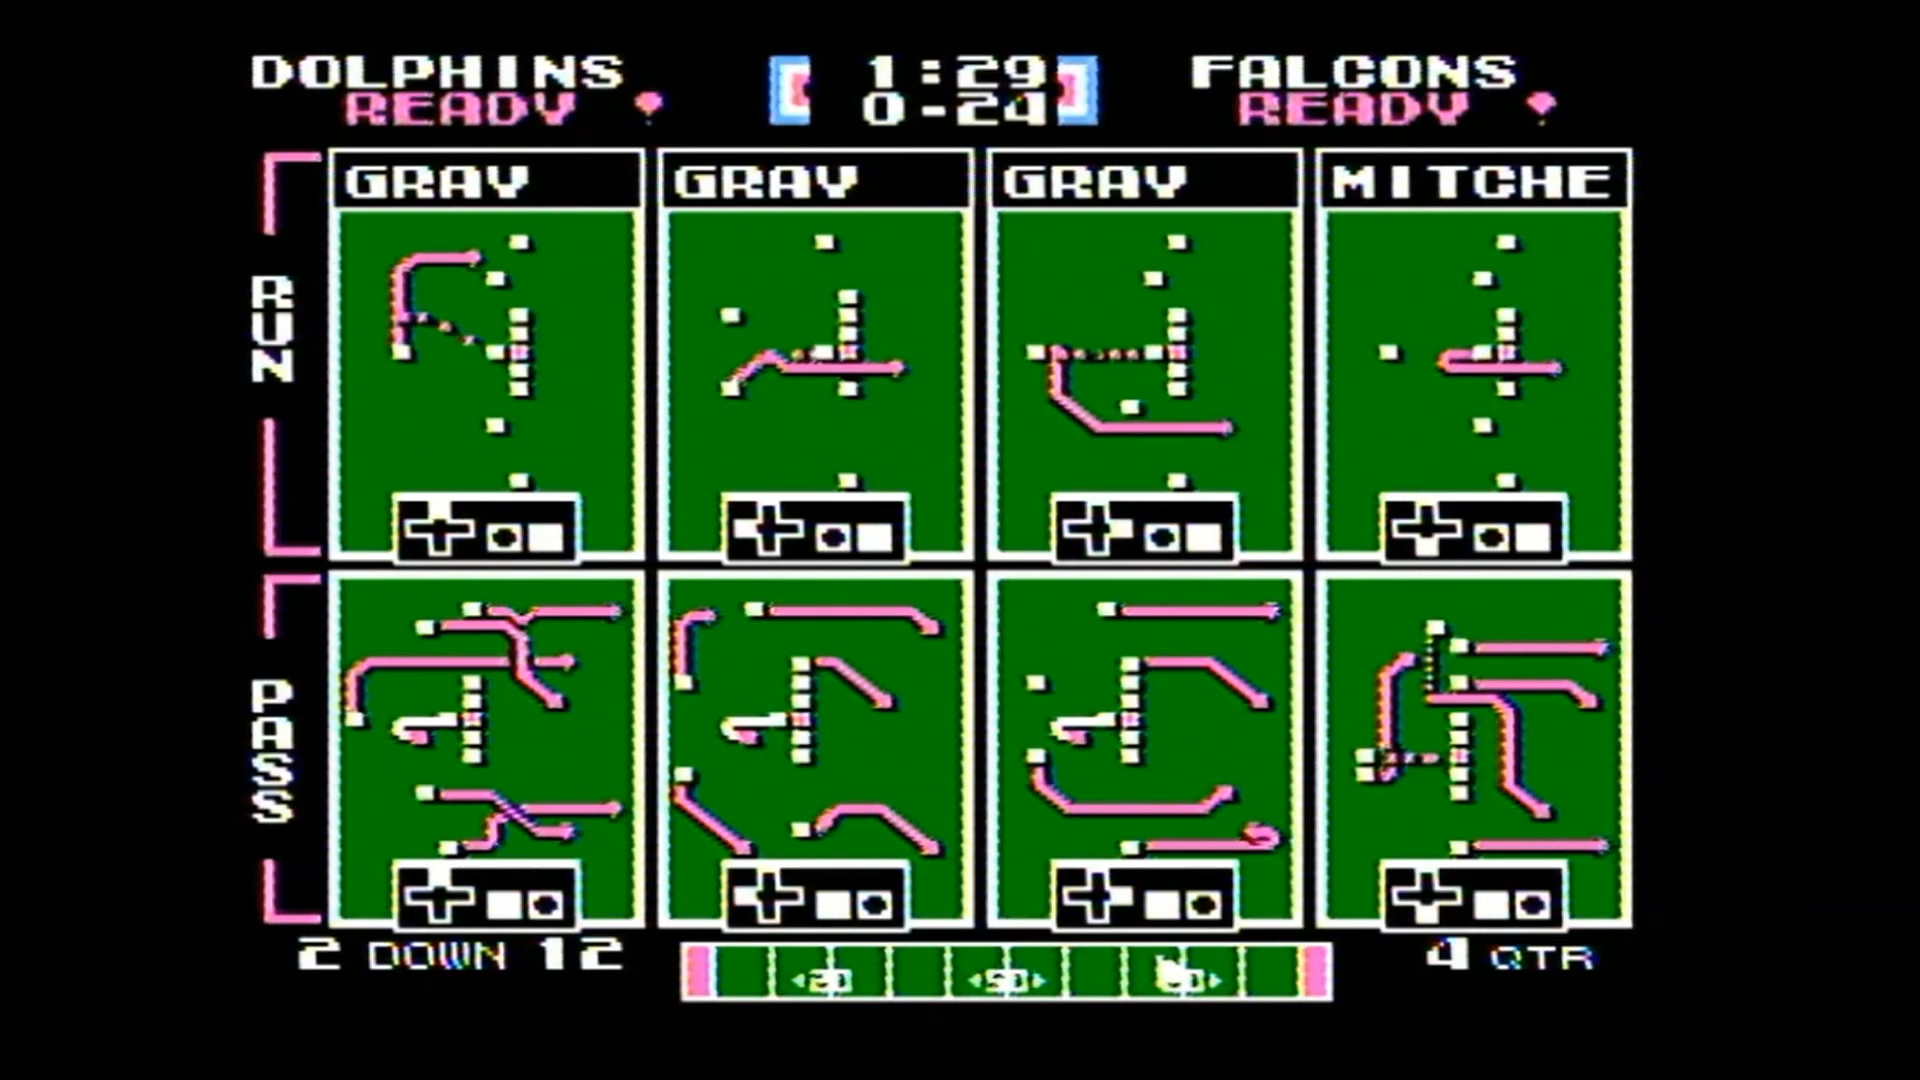 DOLPHINS 1:29 FALCONS
READY 0-24 READY
GRAY GRAY GRAY MITCHE
RUN
PASS
2 DOWN 12 4 QTR
20 50